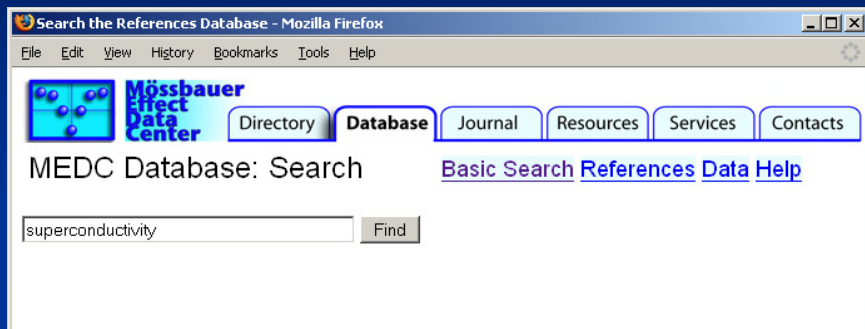 Search the References Database - Mozilla Firefox
File Edit View History Bookmarks Tools Help
Mössbauer
Effect
Data
Center
Directory Database Journal Resources Services Contacts
MEDC Database: Search Basic Search References Data Help
superconductivity Find